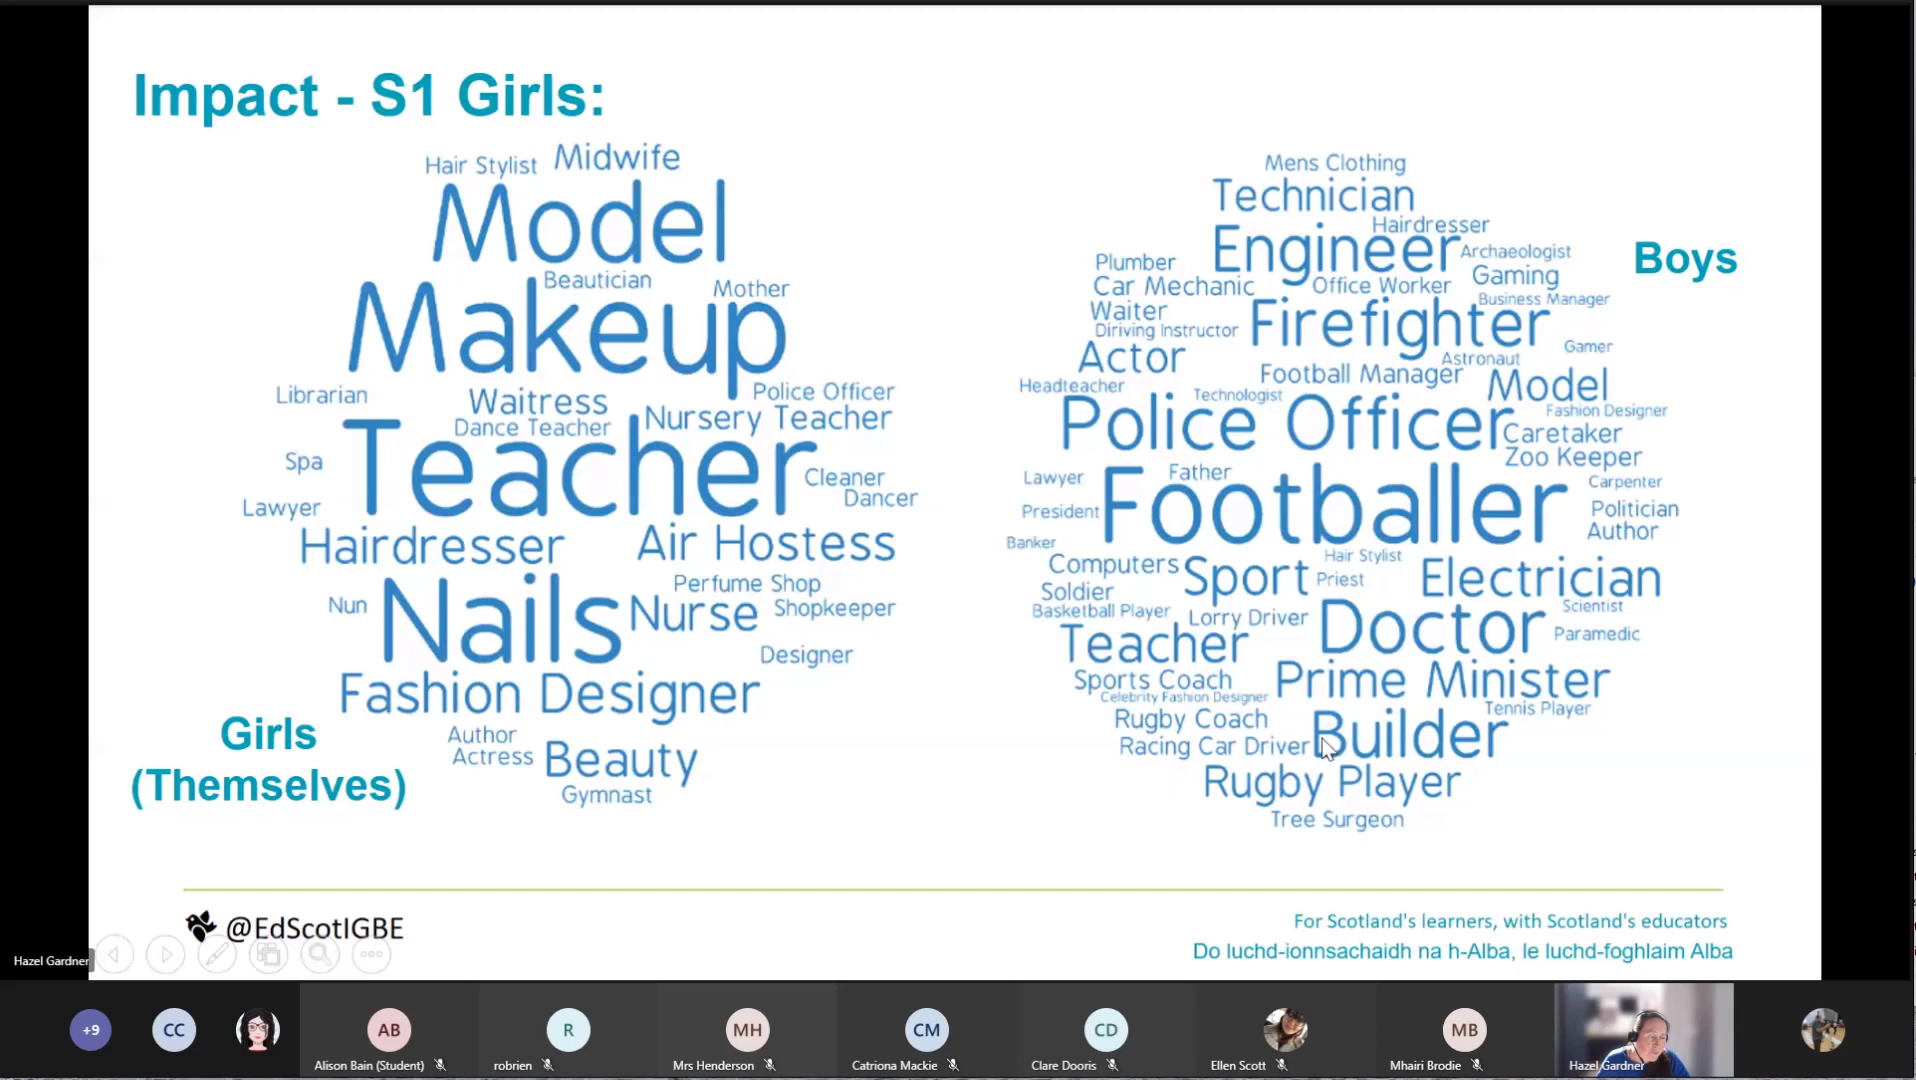 Impact - S1 Girls:
Hair Stylist
Midwife
Model
Beautician
Mother
Makeup
Librarian
Waitress
Police Officer
Dance Teacher
Nursery Teacher
Teacher
Spa
Cleaner
Dancer
Lawyer
Hairdresser
Air Hostess
Perfume Shop
Nun
Nails
Nurse
Shopkeeper
Designer
Fashion Designer
Girls
(Themselves)
Author
Actress
Beauty
Gymnast
Mens Clothing
Technician
Hairdresser
Engineer
Archaeologist
Boys
Plumber
Gaming
Car Mechanic
Office Worker
Business Manager
Waiter
Diriving Instructor
Firefighter
Gamer
Actor
Astronaut
Football Manager
Headteacher
Technologist
Model
Fashion Designer
Police Officer
Caretaker
Zoo Keeper
Lawyer
Father
Carpenter
President
Footballer
Politician
Author
Banker
Hair Stylist
Computers
Sport
Priest
Electrician
Soldier
Basketball Player
Lorry Driver
Scientist
Doctor
Paramedic
Teacher
Sports Coach
Prime Minister
Celebrity Fashion Designer
Tennis Player
Rugby Coach
Racing Car Driver
Builder
Rugby Player
Tree Surgeon
@EdScotIGBE
For Scotland's learners, with Scotland's educators
Do luchd-ionnsachaidh na h-Alba, le luchd-foghlaim Alba
Hazel Gardner
+9
CC
AB
R
MH
CM
CD
MB
Alison Bain (Student)
robrien
Mrs Henderson
Catriona Mackie
Clare Dooris
Ellen Scott
Mhairi Brodie
Hazel Gardner